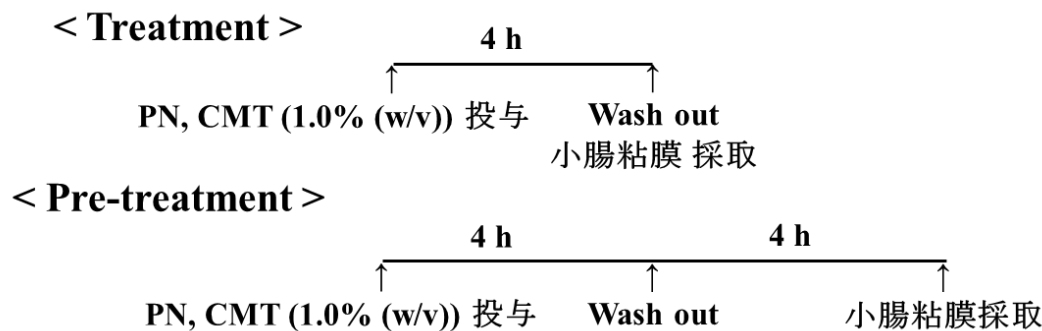 < Treatment >
4 h
↑ ↑
PN, CMT (1.0% (w/v)) 投与 Wash out
小腸粘膜 採取
< Pre-treatment >
4 h 4 h
↑ ↑ ↑
PN, CMT (1.0% (w/v)) 投与 Wash out 小腸粘膜採取